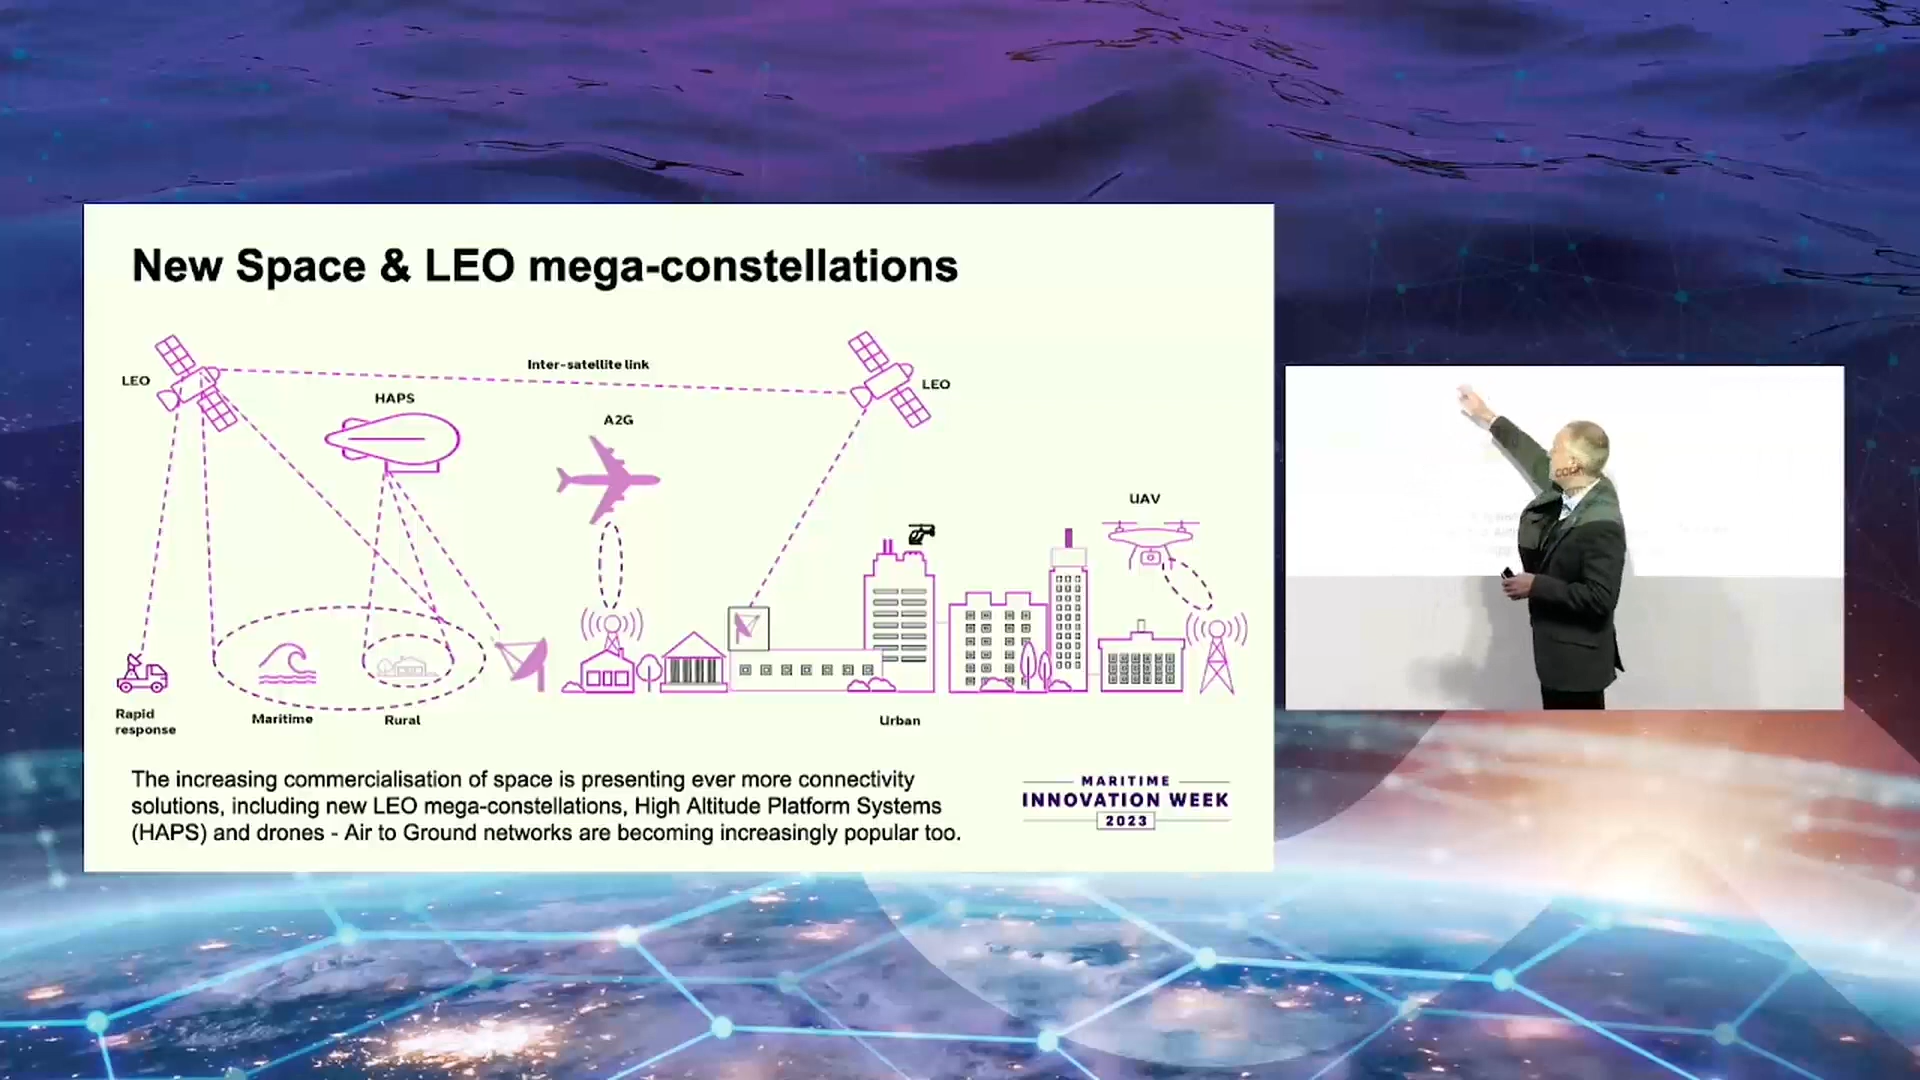 New Space & LEO mega-constellations
Inter-satellite link
LEO
LEO
HAPS
A2G
UAV
Rapid
response
Maritime
Rural
Urban
The increasing commercialisation of space is presenting ever more connectivity
solutions, including new LEO mega-constellations, High Altitude Platform Systems
(HAPS) and drones - Air to Ground networks are becoming increasingly popular too.
MARITIME
INNOVATION WEEK
2023